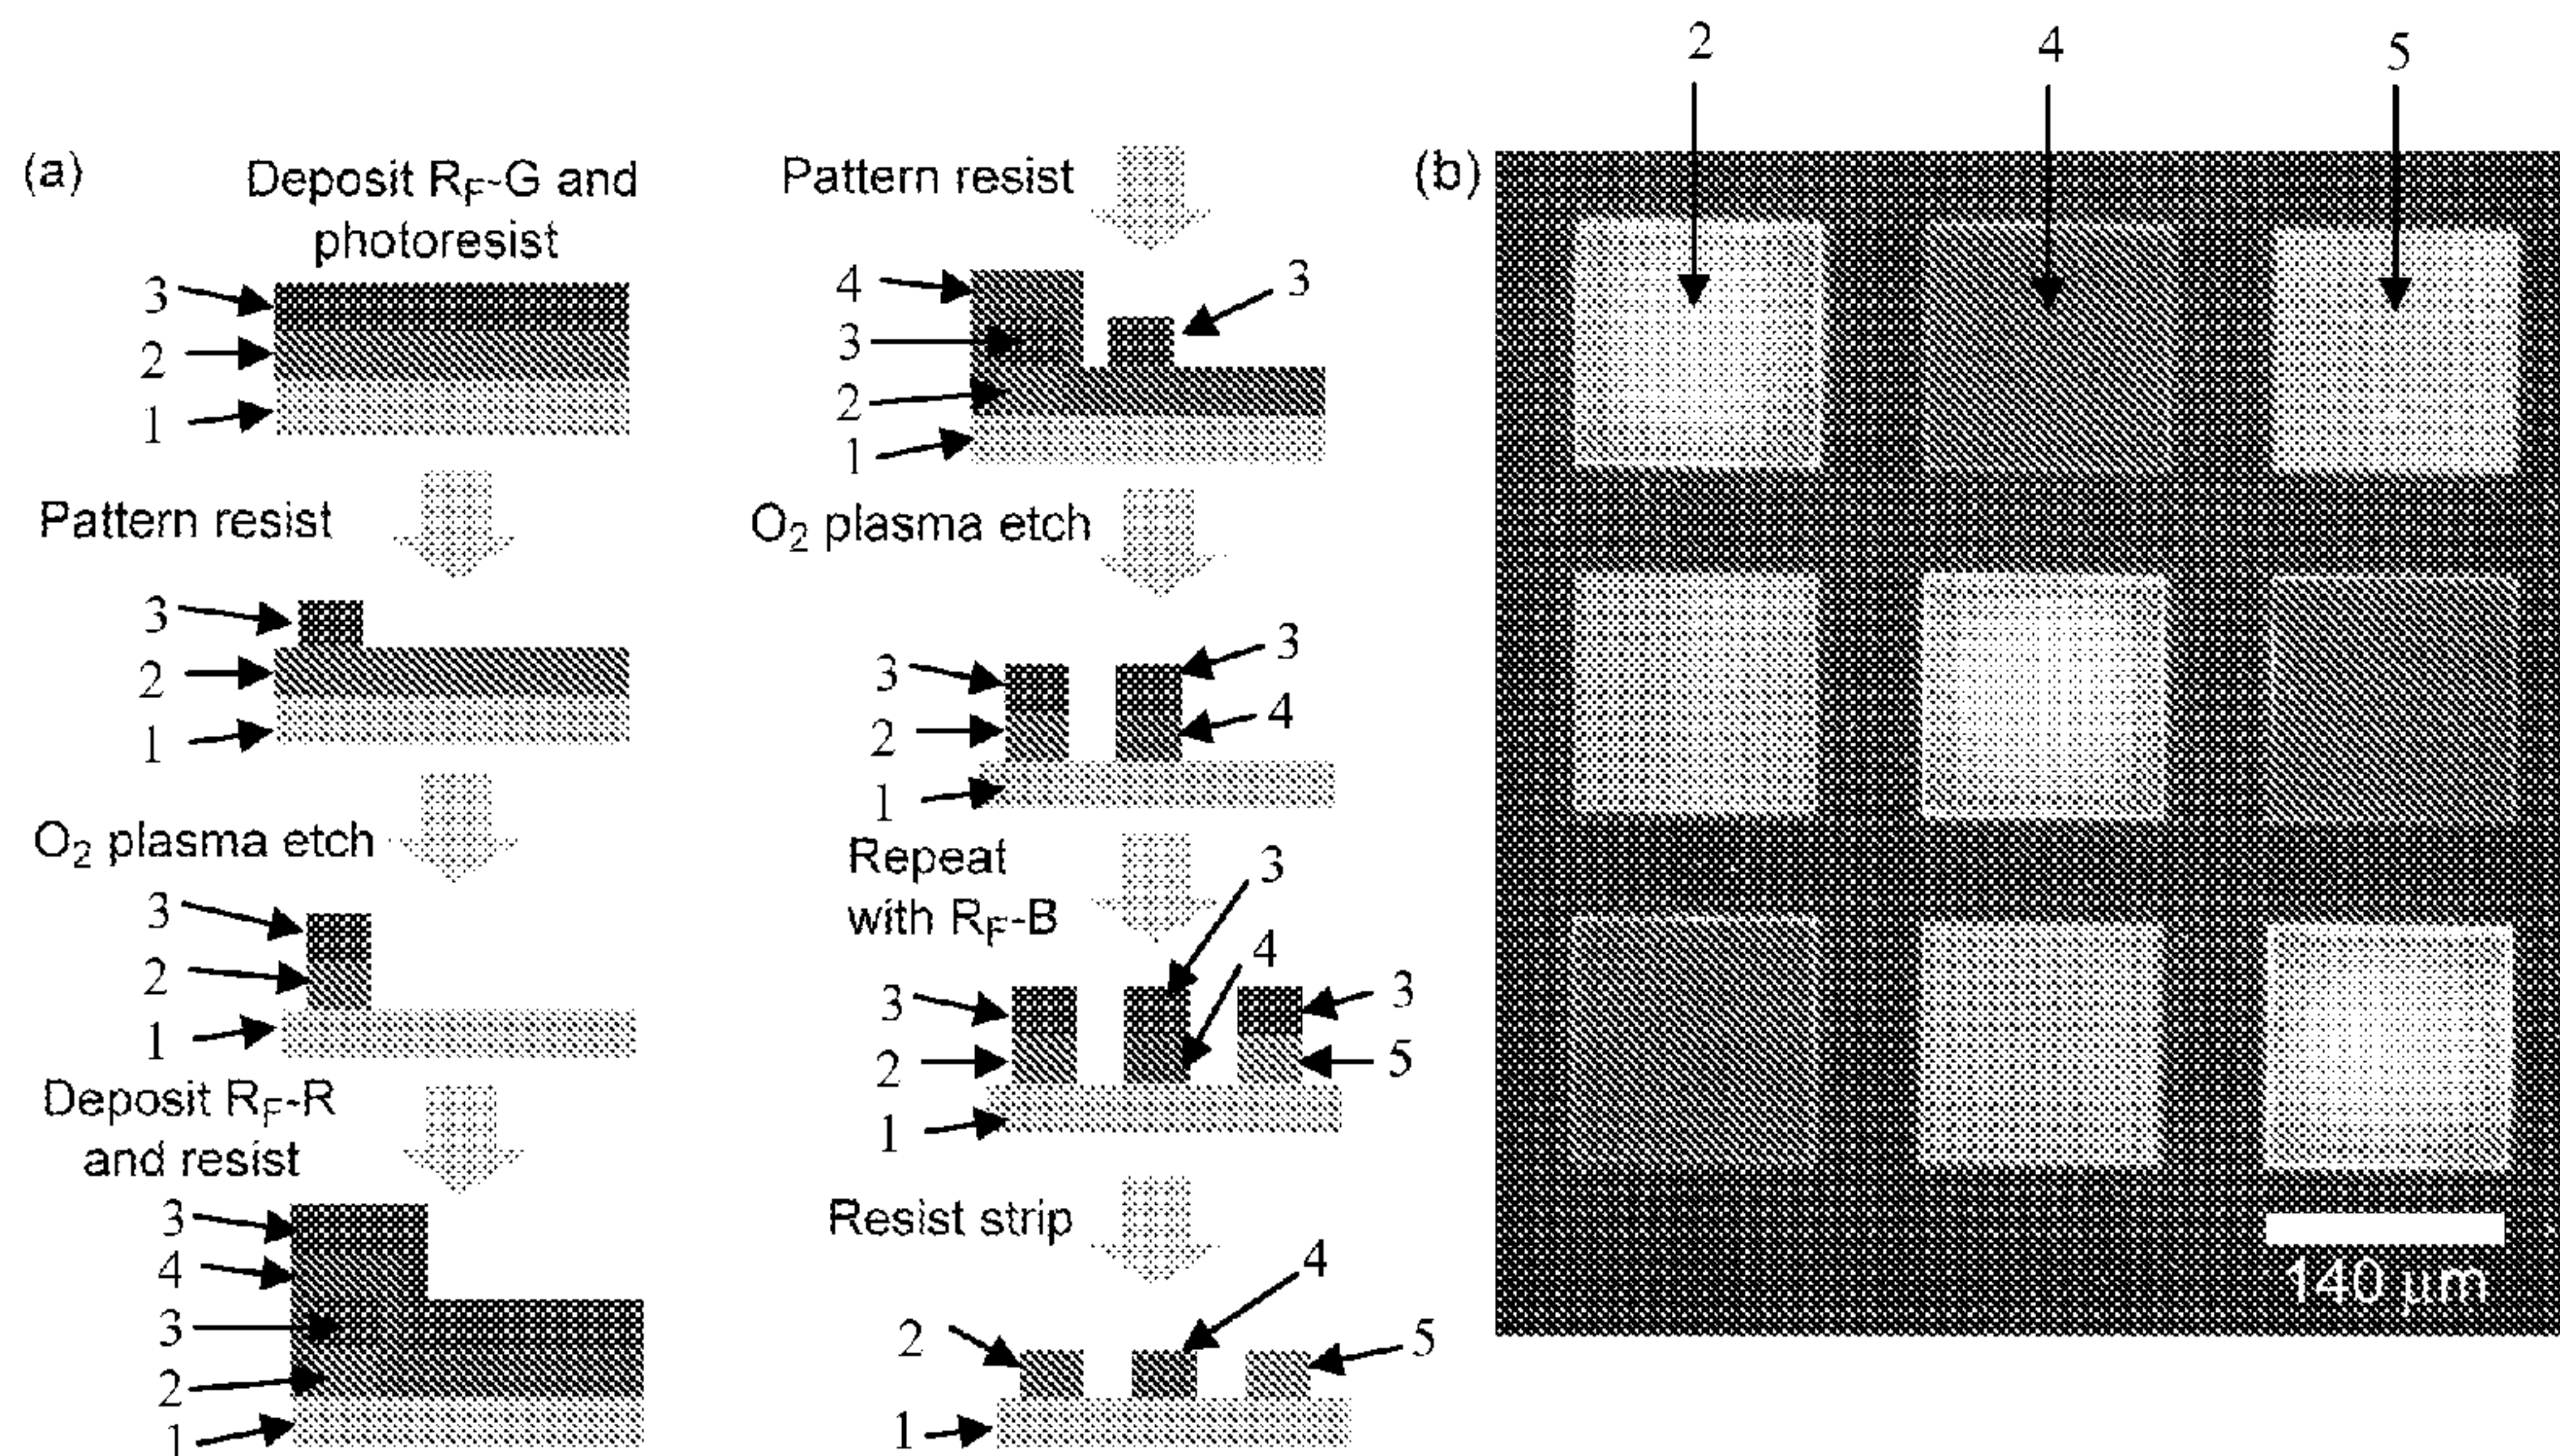 (a)
Deposit R_F-G and
photoresist
3
2
1
Pattern resist
3
2
1
O₂ plasma etch
3
2
1
Deposit R_F-R
and resist
3
4
3
2
1
Pattern resist
4
3
3
2
1
O₂ plasma etch
3
3
2
4
1
Repeat
with R_F-B
3
4
3
3
2
5
1
Resist strip
4
2
5
1
(b)
2
4
5
140 µm